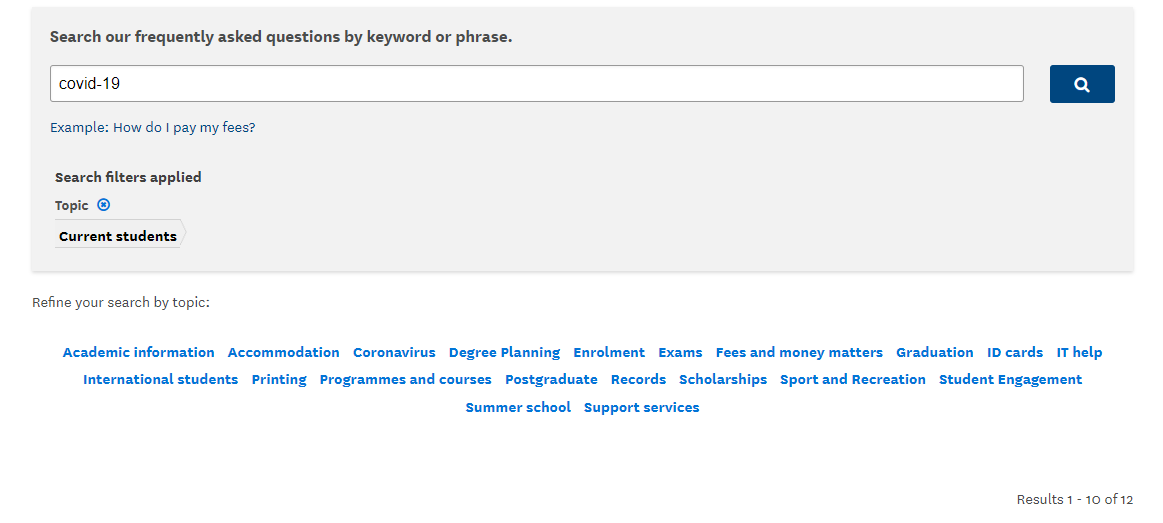 Search our frequently asked questions by keyword or phrase.
covid-19
Example: How do I pay my fees?
Search filters applied
Topic
Current students
Refine your search by topic:
Academic information Accommodation Coronavirus Degree Planning Enrolment Exams Fees and money matters Graduation ID cards IT help
International students Printing Programmes and courses Postgraduate Records Scholarships Sport and Recreation Student Engagement
Summer school Support services
Results 1 - 10 of 12